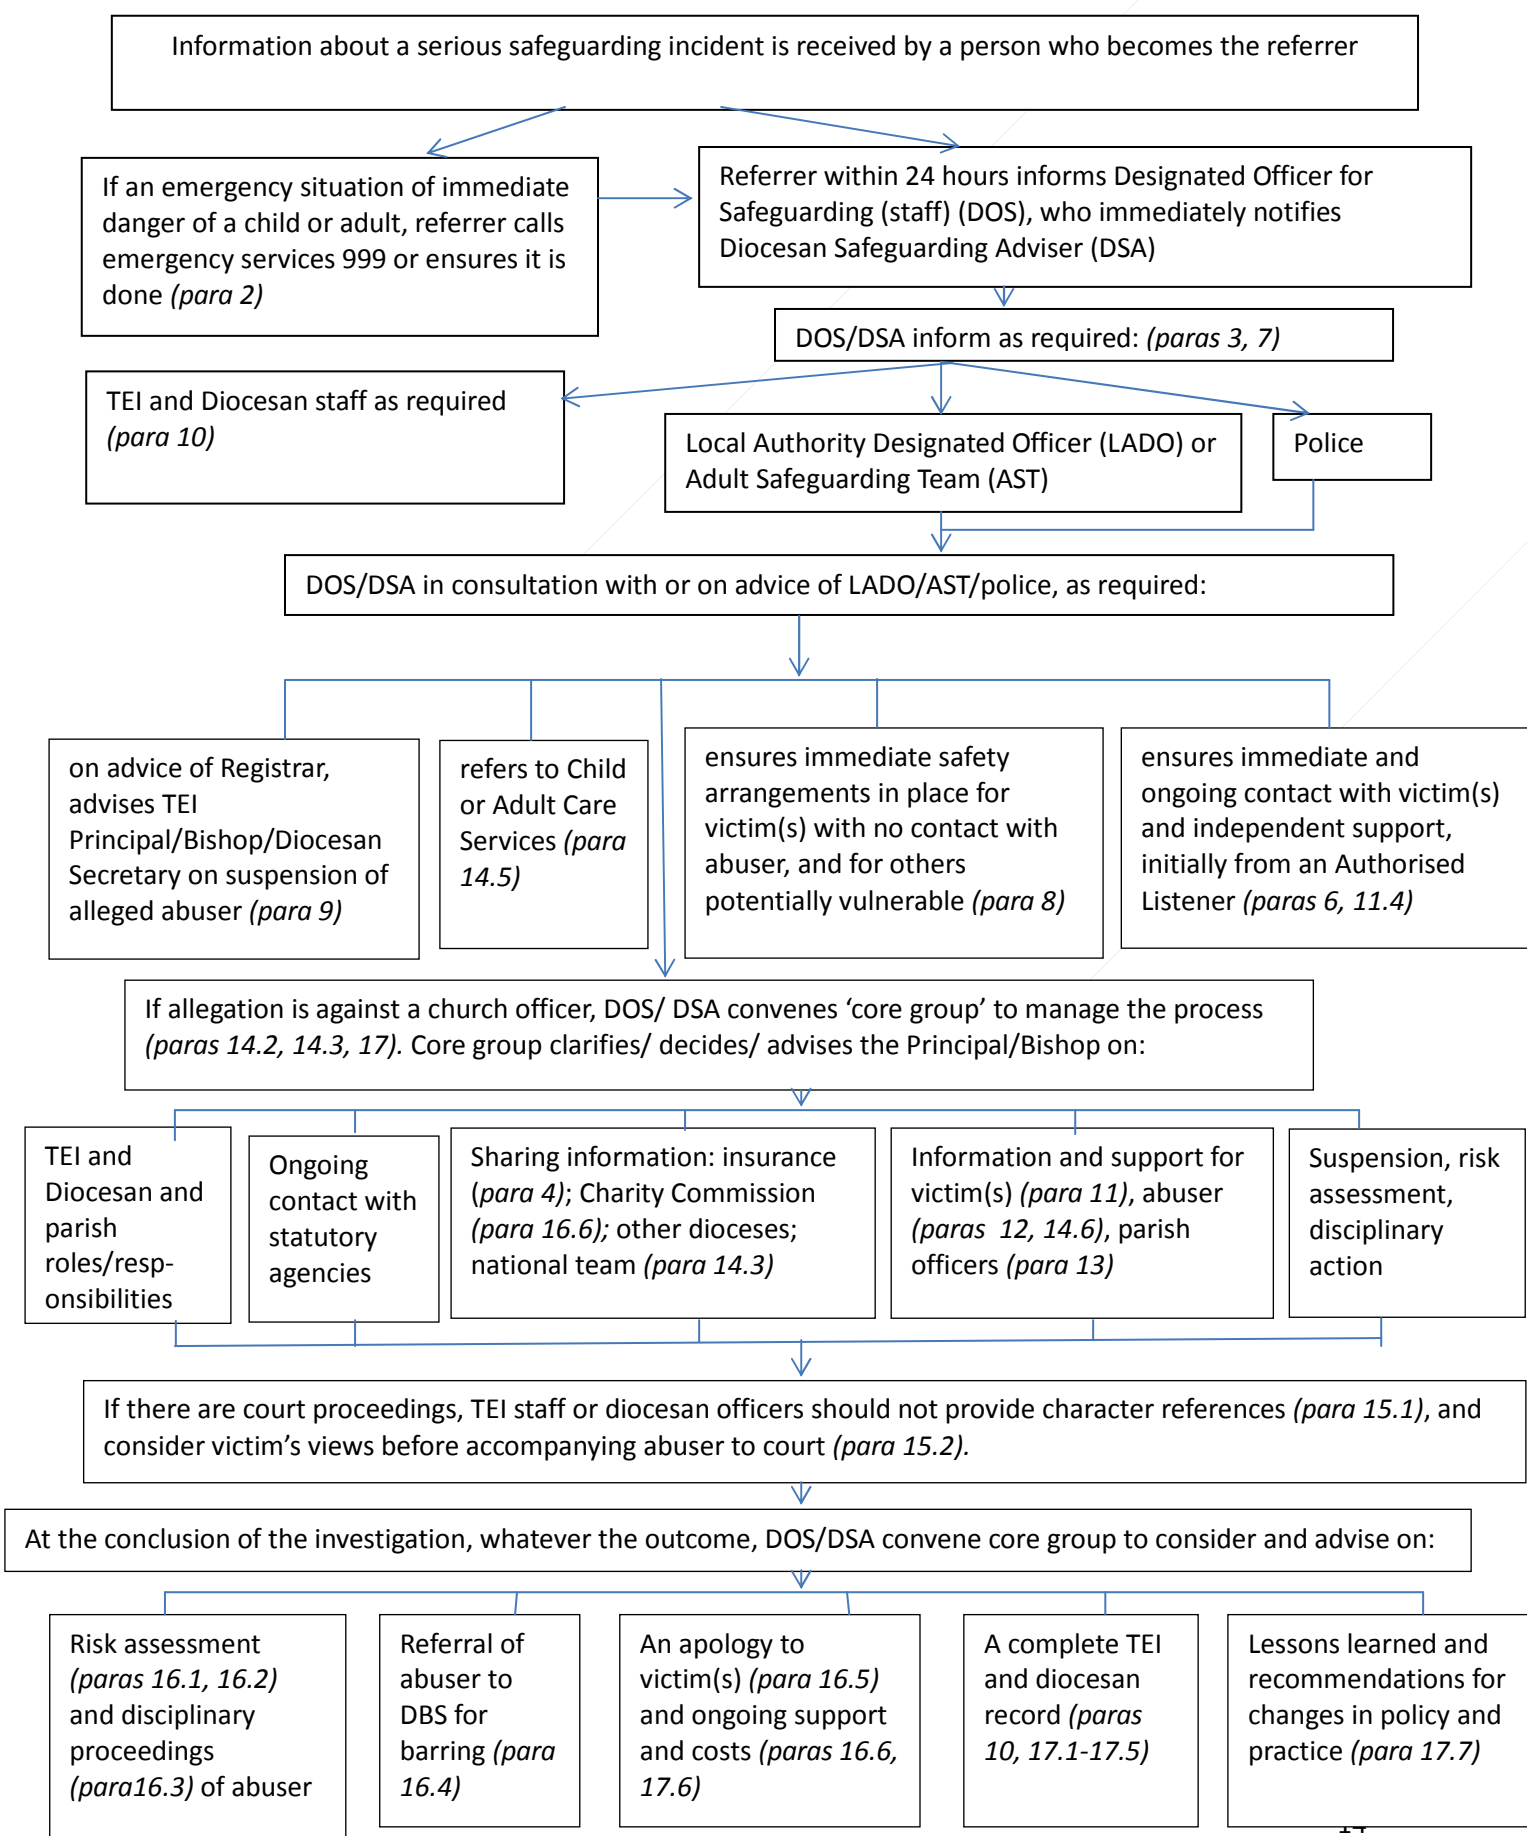 Information about a serious safeguarding incident is received by a person who becomes the referrer
If an emergency situation of immediate
danger of a child or adult, referrer calls
emergency services 999 or ensures it is
done (para 2)
Referrer within 24 hours informs Designated Officer for
Safeguarding (staff) (DOS), who immediately notifies
Diocesan Safeguarding Adviser (DSA)
DOS/DSA inform as required: (paras 3, 7)
TEI and Diocesan staff as required
(para 10)
Local Authority Designated Officer (LADO) or
Adult Safeguarding Team (AST)
Police
DOS/DSA in consultation with or on advice of LADO/AST/police, as required:
on advice of Registrar,
advises TEI
Principal/Bishop/Diocesan
Secretary on suspension of
alleged abuser (para 9)
refers to Child
or Adult Care
Services (para
14.5)
ensures immediate safety
arrangements in place for
victim(s) with no contact with
abuser, and for others
potentially vulnerable (para 8)
ensures immediate and
ongoing contact with victim(s)
and independent support,
initially from an Authorised
Listener (paras 6, 11.4)
If allegation is against a church officer, DOS/ DSA convenes ‘core group’ to manage the process
(paras 14.2, 14.3, 17). Core group clarifies/ decides/ advises the Principal/Bishop on:
TEI and
Diocesan and
parish
roles/resp-
onsibilities
Ongoing
contact with
statutory
agencies
Sharing information: insurance
(para 4); Charity Commission
(para 16.6); other dioceses;
national team (para 14.3)
Information and support for
victim(s) (para 11), abuser
(paras 12, 14.6), parish
officers (para 13)
Suspension, risk
assessment,
disciplinary
action
If there are court proceedings, TEI staff or diocesan officers should not provide character references (para 15.1), and
consider victim’s views before accompanying abuser to court (para 15.2).
At the conclusion of the investigation, whatever the outcome, DOS/DSA convene core group to consider and advise on:
Risk assessment
(paras 16.1, 16.2)
and disciplinary
proceedings
(para16.3) of abuser
Referral of
abuser to
DBS for
barring (para
16.4)
An apology to
victim(s) (para 16.5)
and ongoing support
and costs (paras 16.6,
17.6)
A complete TEI
and diocesan
record (paras
10, 17.1-17.5)
Lessons learned and
recommendations for
changes in policy and
practice (para 17.7)